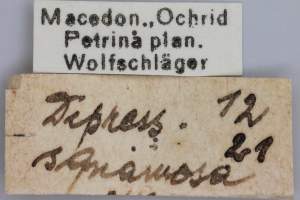 Macedon., Ochrid
Petrina plan.
Wolfschläger
Depress. 12
squamosa 21